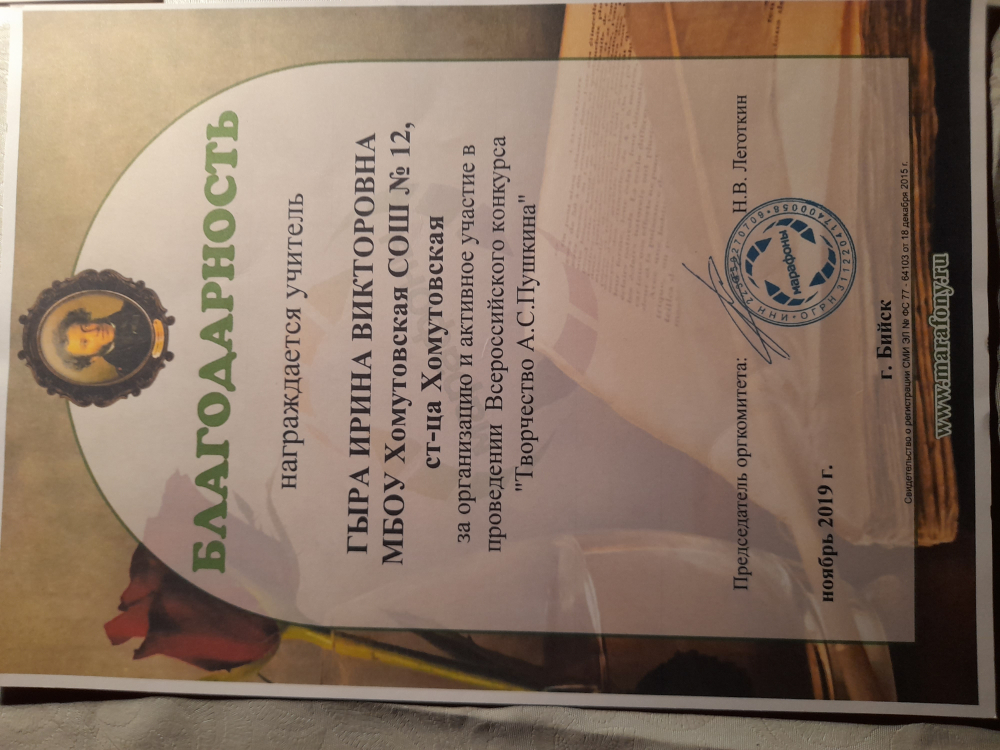 БЛАГОДАРНОСТЬ
награждается учитель
ГЫРА ИРИНА ВИКТОРОВНА
МБОУ Хомутовская СОШ № 12,
ст-ца Хомутовская
за организацию и активное участие в
проведении Всероссийского конкурса
"Творчество А.С.Пушкина"
Председатель оргкомитета: Н.В. Леготкин
марафоны
ноябрь 2019 г.
г. Бийск
Свидетельство о регистрации СМИ ЭЛ № ФС 77 - 64103 от 18 декабря 2015 г.
www.marafony.ru